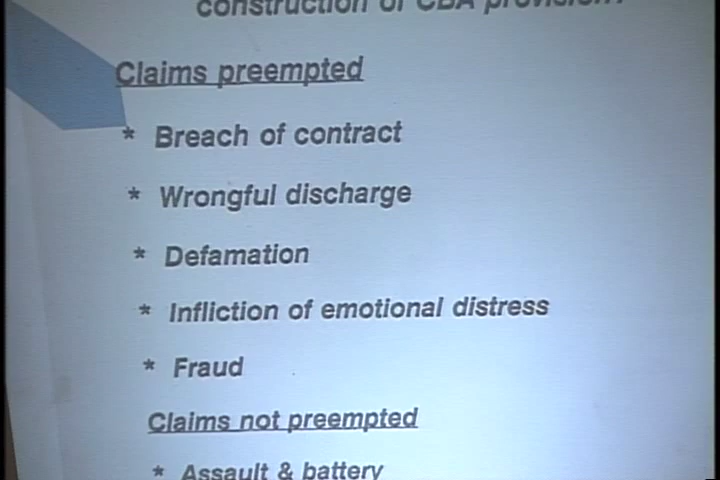 construction of CBA provision?
Claims preempted
* Breach of contract
* Wrongful discharge
* Defamation
* Infliction of emotional distress
* Fraud
Claims not preempted
* Assault & battery